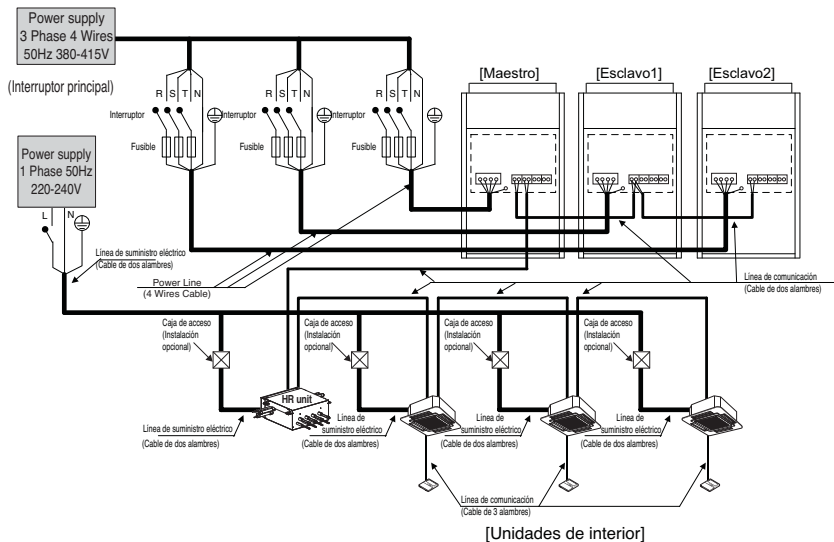 Power supply
3 Phase 4 Wires
50Hz 380-415V
(Interruptor principal)
[Maestro]
[Esclavo1]
[Esclavo2]
R S T N
R S T N
R S T N
Interruptor
Interruptor
Interruptor
Fusible
Fusible
Fusible
Power supply
1 Phase 50Hz
220-240V
L N
Línea de suministro eléctrico
(Cable de dos alambres)
Power Line
(4 Wires Cable)
Línea de comunicación
(Cable de dos alambres)
Caja de acceso
(Instalación
opcional)
Caja de acceso
(Instalación
opcional)
Caja de acceso
(Instalación
opcional)
Caja de acceso
(Instalación
opcional)
HR unit
Línea de suministro eléctrico
(Cable de dos alambres)
Línea de
suministro eléctrico
(Cable de dos alambres)
Línea de
suministro eléctrico
(Cable de dos alambres)
Línea de
suministro eléctrico
(Cable de dos alambres)
Línea de comunicación
(Cable de 3 alambres)
[Unidades de interior]